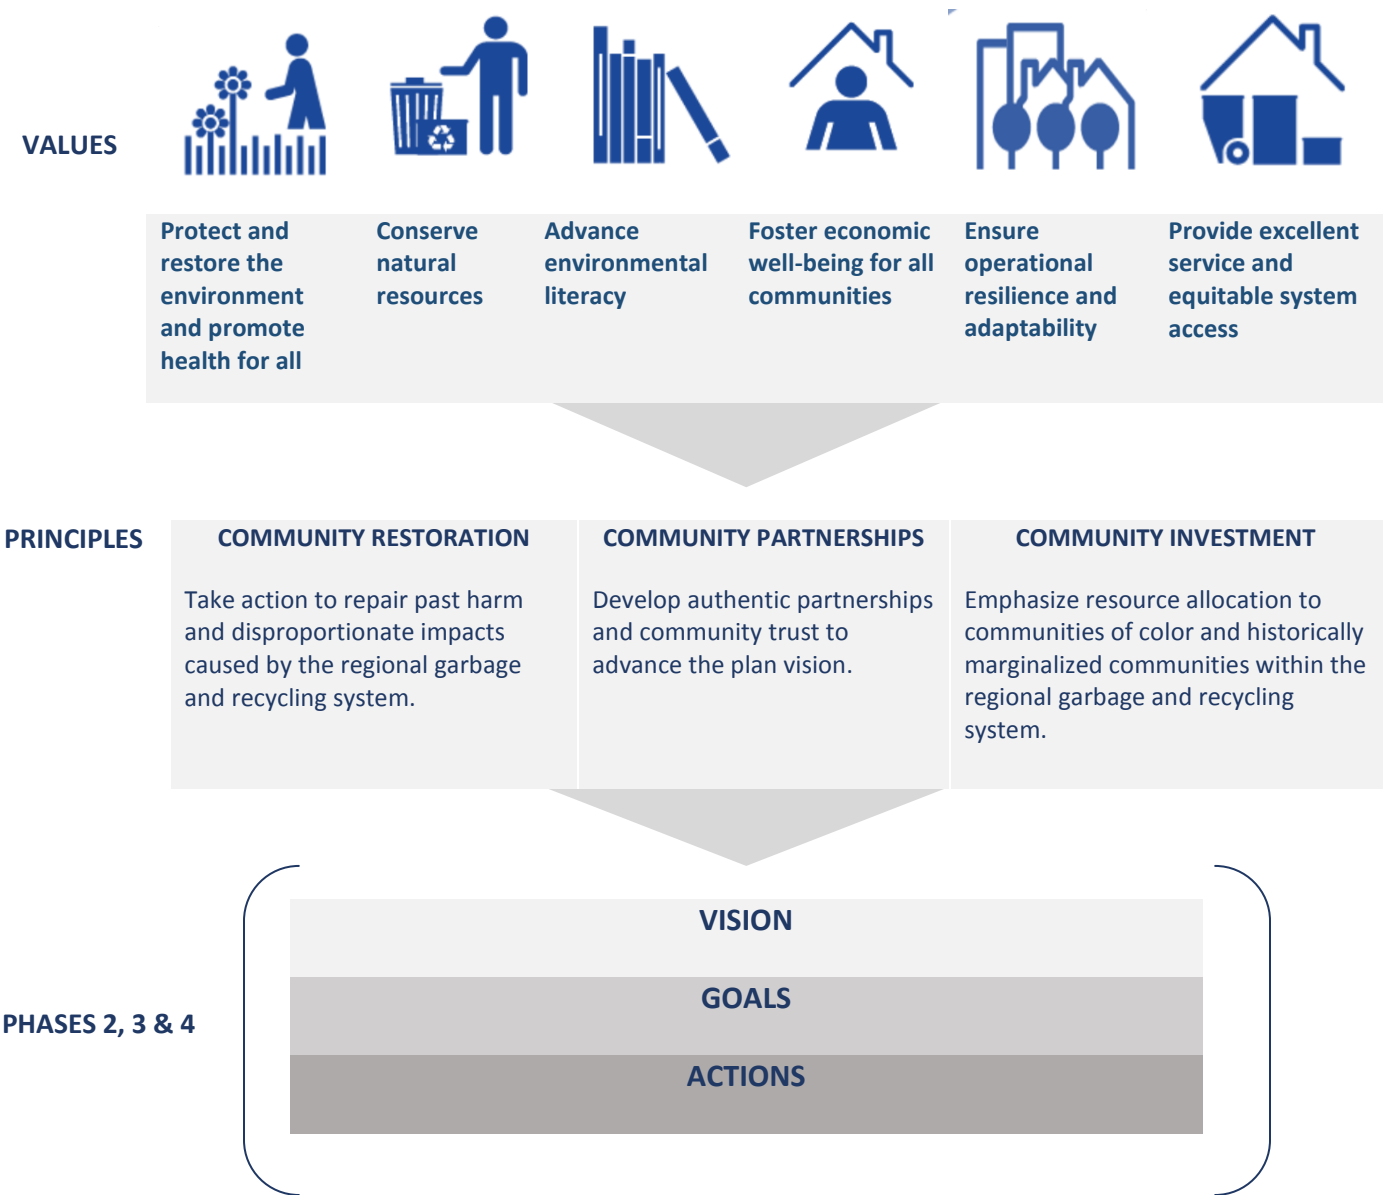 VALUES
Protect and
restore the
environment
and promote
health for all
Conserve
natural
resources
Advance
environmental
literacy
Foster economic
well-being for all
communities
Ensure
operational
resilience and
adaptability
Provide excellent
service and
equitable system
access
PRINCIPLES
COMMUNITY RESTORATION
Take action to repair past harm
and disproportionate impacts
caused by the regional garbage
and recycling system.
COMMUNITY PARTNERSHIPS
Develop authentic partnerships
and community trust to
advance the plan vision.
COMMUNITY INVESTMENT
Emphasize resource allocation to
communities of color and historically
marginalized communities within the
regional garbage and recycling
system.
PHASES 2, 3 & 4
VISION
GOALS
ACTIONS